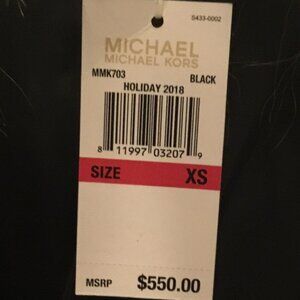 S433-0002
MICHAEL
MICHAEL KORS
MMK703 BLACK
HOLIDAY 2018
8 11997 03207 9
SIZE XS
MSRP $550.00